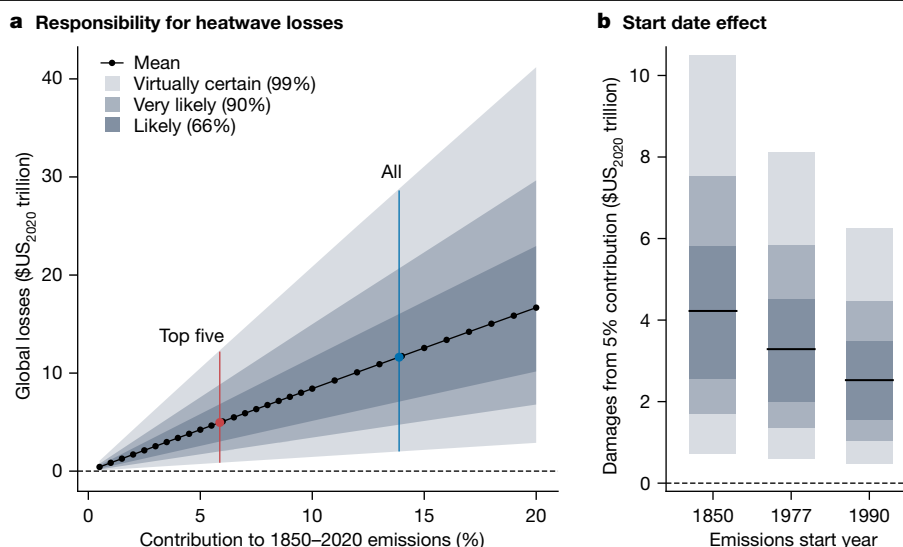 a Responsibility for heatwave losses
Mean
Virtually certain (99%)
Very likely (90%)
Likely (66%)
All
Top five
Global losses ($US2020 trillion)
40
30
20
10
0
0 5 10 15 20
Contribution to 1850–2020 emissions (%)
b Start date effect
Damages from 5% contribution ($US2020 trillion)
10
8
6
4
2
0
1850 1977 1990
Emissions start year